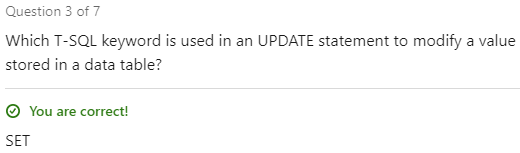 Question 3 of 7
Which T-SQL keyword is used in an UPDATE statement to modify a value
stored in a data table?
You are correct!
SET